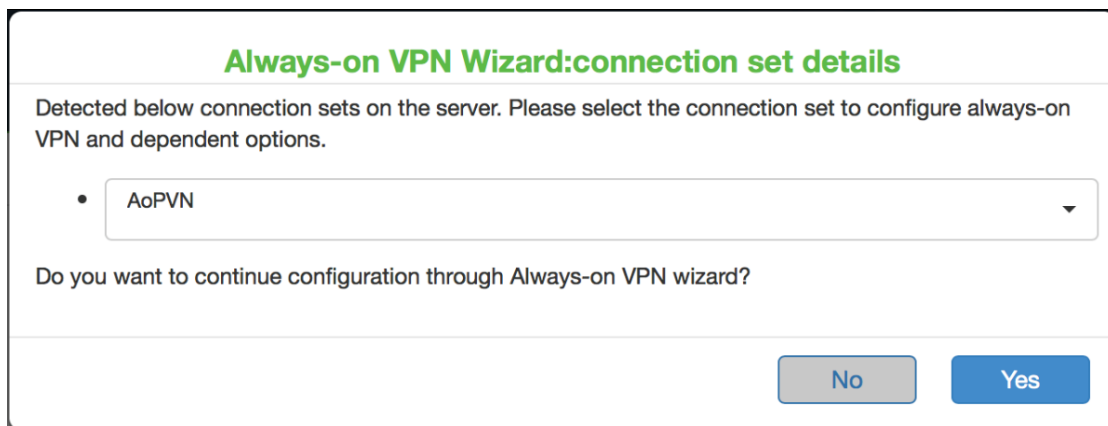 Always-on VPN Wizard:connection set details
Detected below connection sets on the server. Please select the connection set to configure always-on
VPN and dependent options.
• AoPVN
Do you want to continue configuration through Always-on VPN wizard?
No Yes